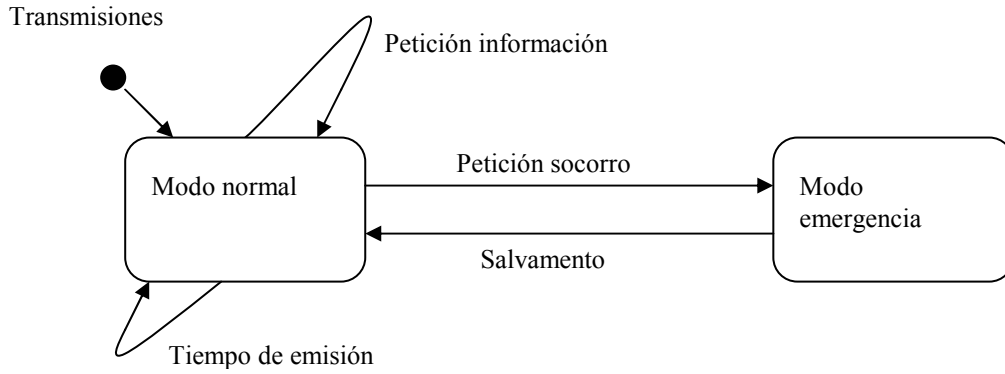 Transmisiones
Petición información
Modo normal
Petición socorro
Modo
emergencia
Salvamento
Tiempo de emisión